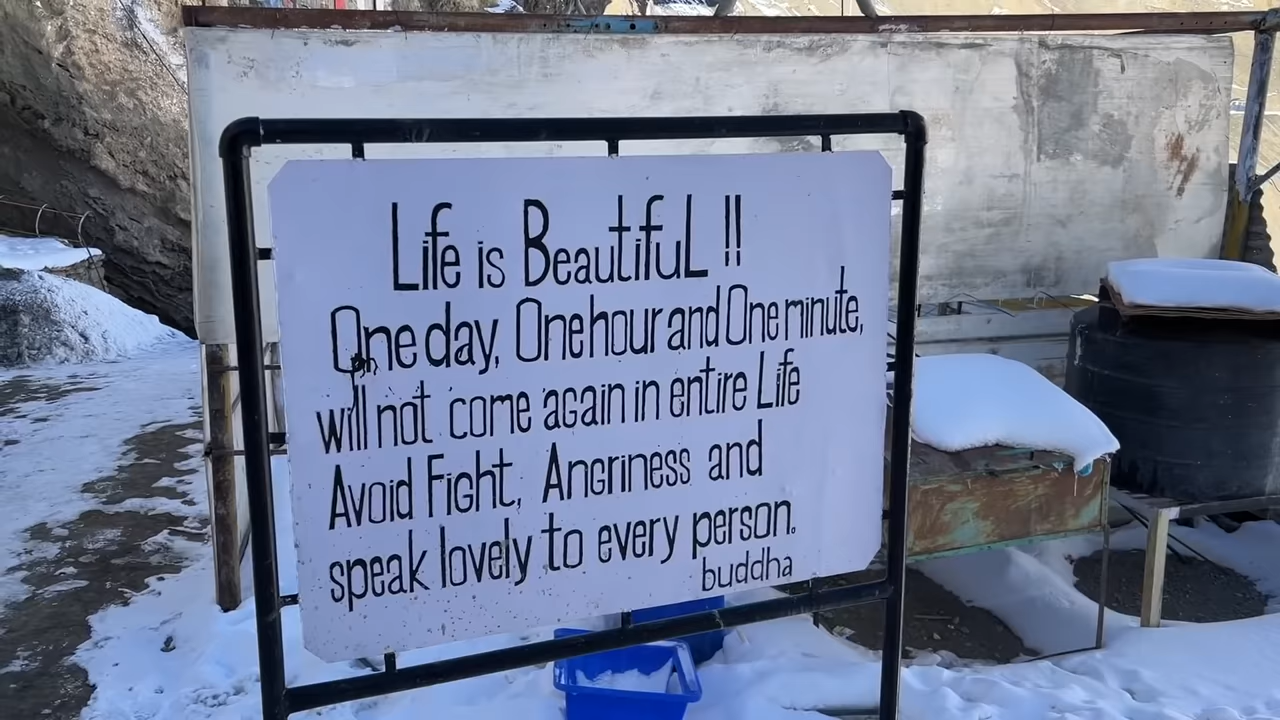 Life is BeautifuL !!
One day, One hour and One minute,
will not come again in entire Life
Avoid Fight, Angriness and
speak lovely to every person.
buddha